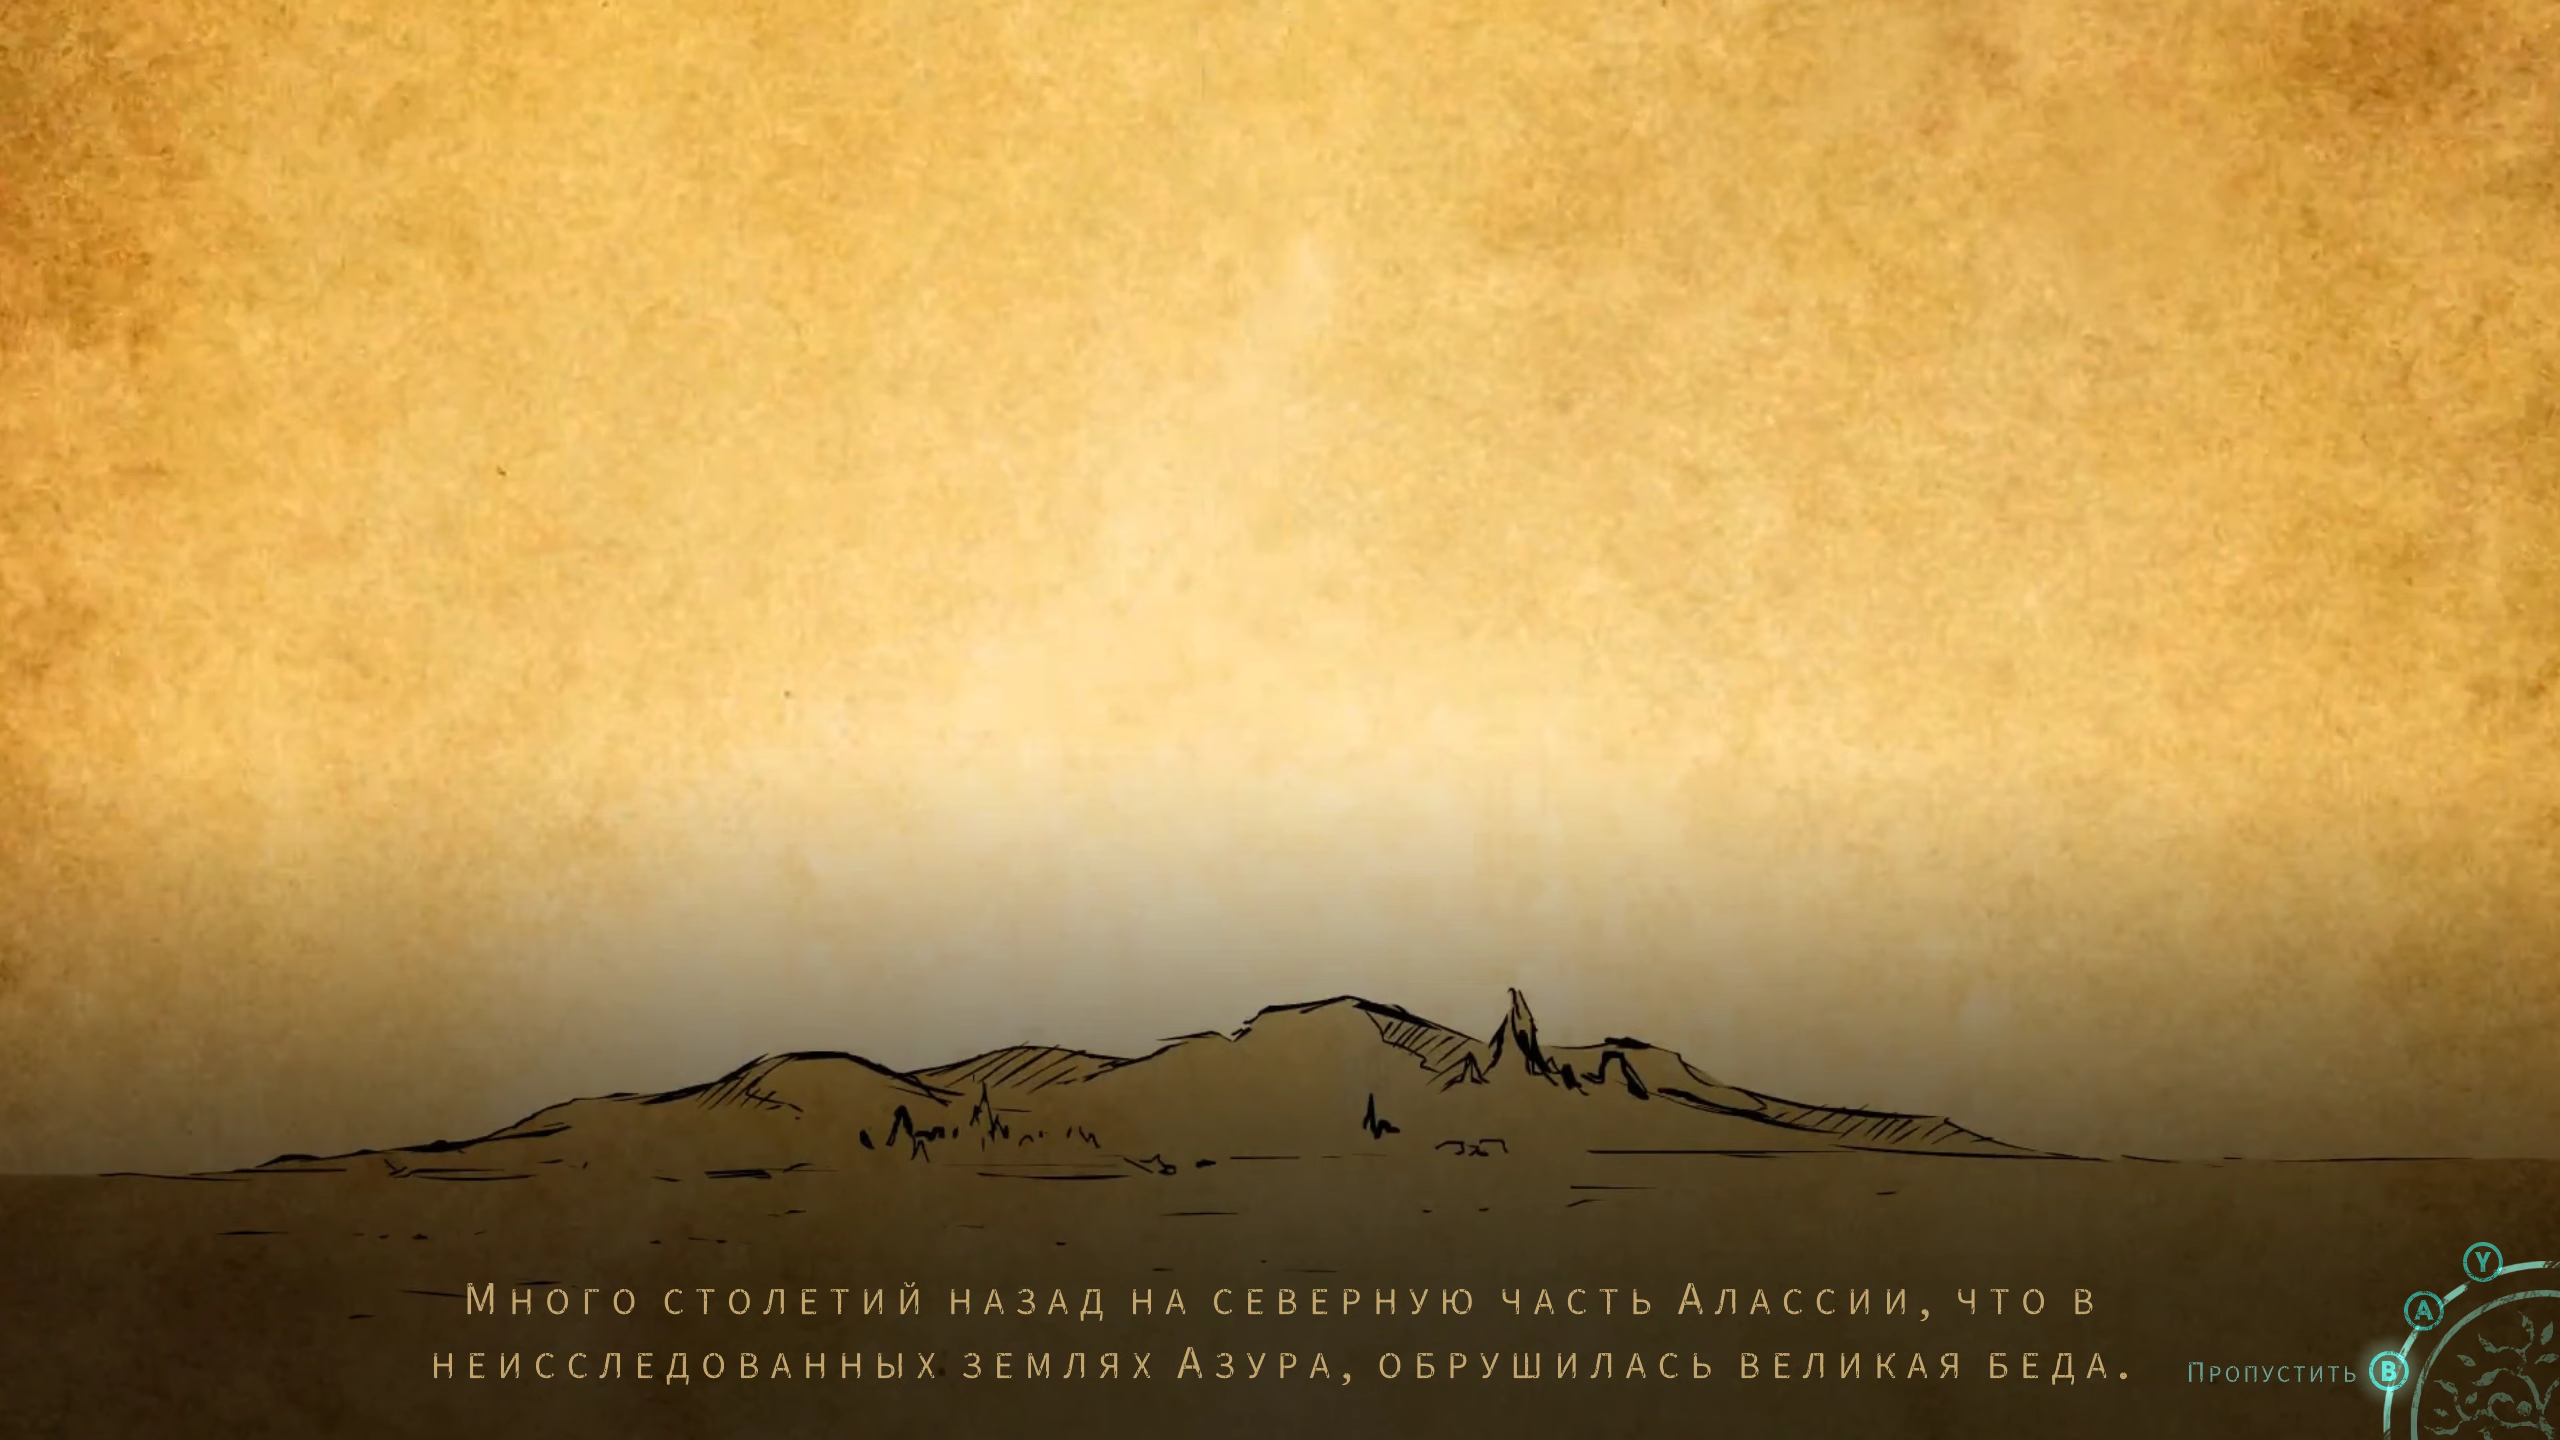 Много столетий назад на северную часть Алассии, что в
неисследованных землях Азура, обрушилась великая беда.
Y
A
Пропустить B